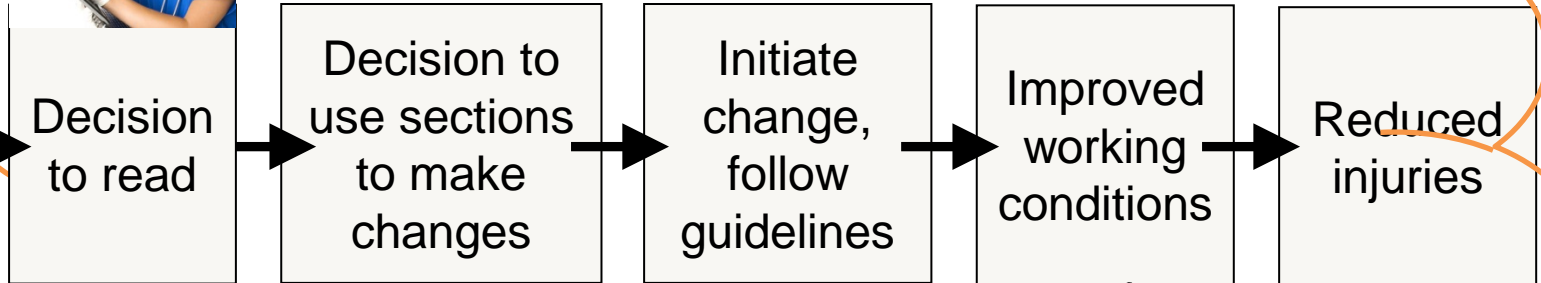 Decision
to read
Decision to
use sections
to make
changes
Initiate
change,
follow
guidelines
Improved
working
conditions
Reduced
injuries